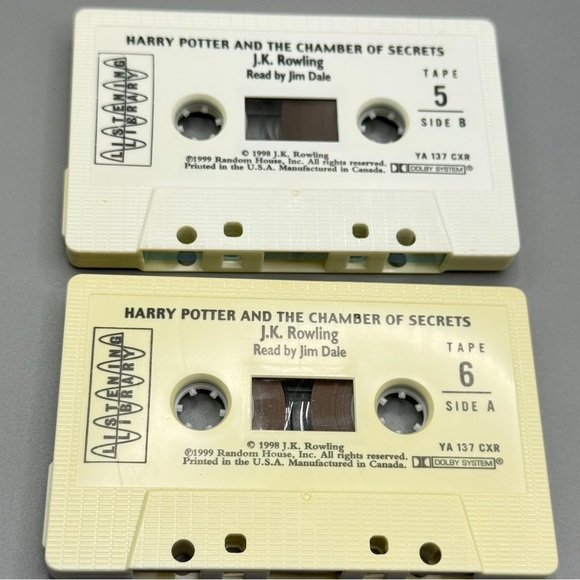 HARRY POTTER AND THE CHAMBER OF SECRETS
J.K. Rowling
Read by Jim Dale
LISTENING
LIBRARY
TAPE
5
SIDE B
© 1998 J.K. Rowling
℗1999 Random House, Inc. All rights reserved.
Printed in the U.S.A. Manufactured in Canada.
YA 137 CXR
DOLBY SYSTEM®
HARRY POTTER AND THE CHAMBER OF SECRETS
J.K. Rowling
Read by Jim Dale
LISTENING
LIBRARY
TAPE
6
SIDE A
© 1998 J.K. Rowling
℗1999 Random House, Inc. All rights reserved.
Printed in the U.S.A. Manufactured in Canada.
YA 137 CXR
DOLBY SYSTEM®